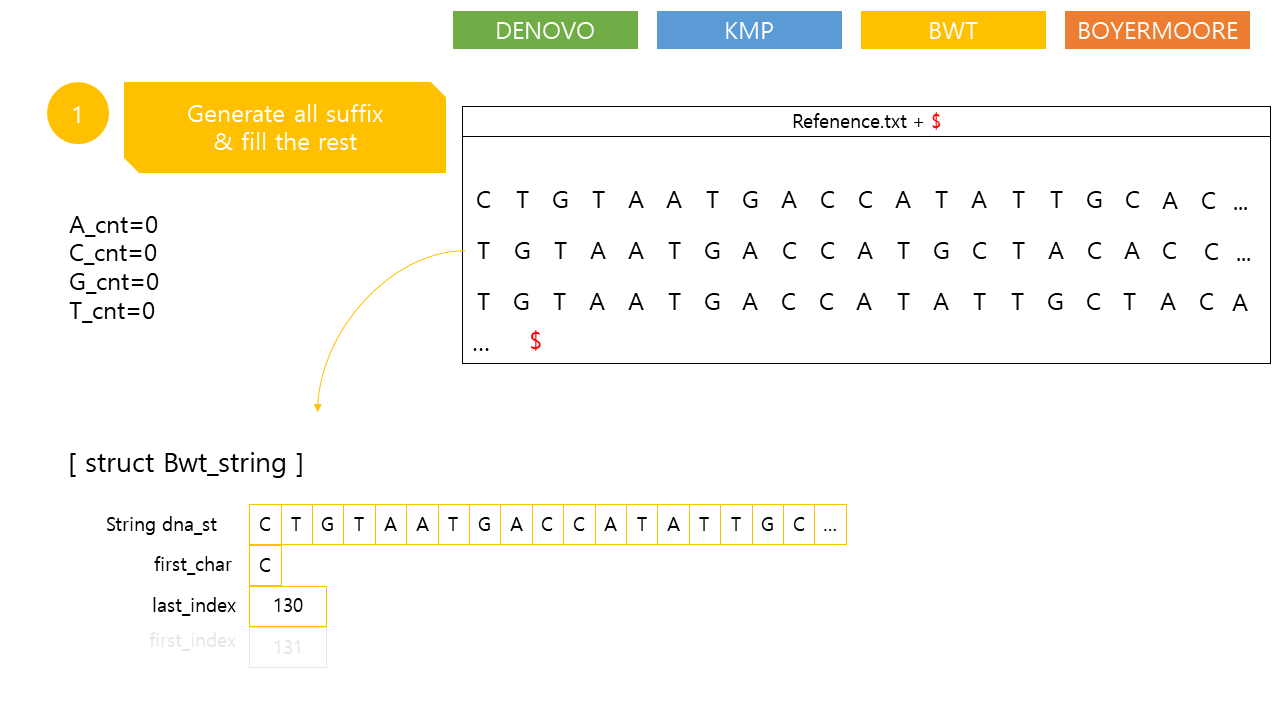 DENOVO KMP BWT BOYERMOORE
1
Generate all suffix
& fill the rest
Refenence.txt + $
C T G T A A T G A C C A T A T T G C A C ...
T G T A A T G A C C A T G C T A C A C C ...
T G T A A T G A C C A T A T T G C T A C A
... $
A_cnt=0
C_cnt=0
G_cnt=0
T_cnt=0
[ struct Bwt_string ]
String dna_st C T G T A A T G A C C A T A T T G C ...
first_char C
last_index 130
first_index 131